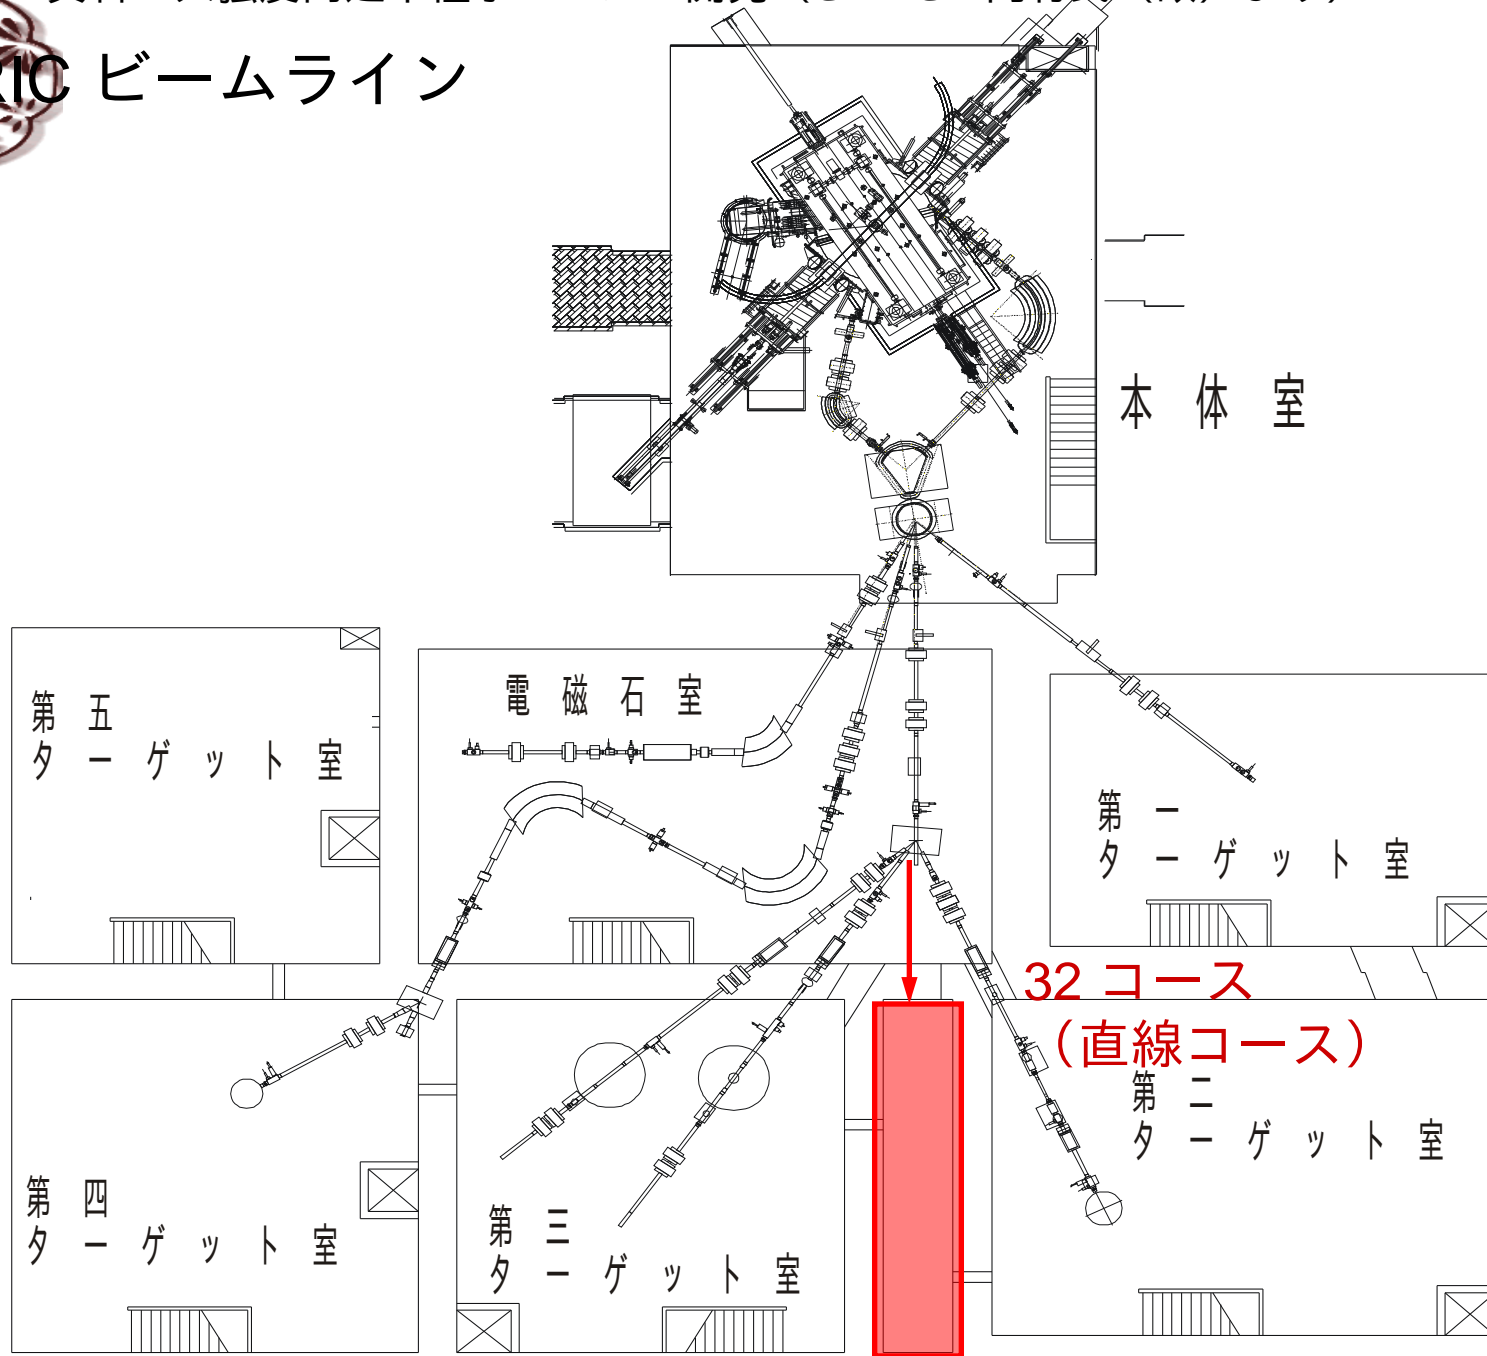 RIC ビームライン
本体室
第五
ターゲット室
電磁石室
第一
ターゲット室
32 コース
（直線コース）
第二
ターゲット室
第四
ターゲット室
第三
ターゲット室